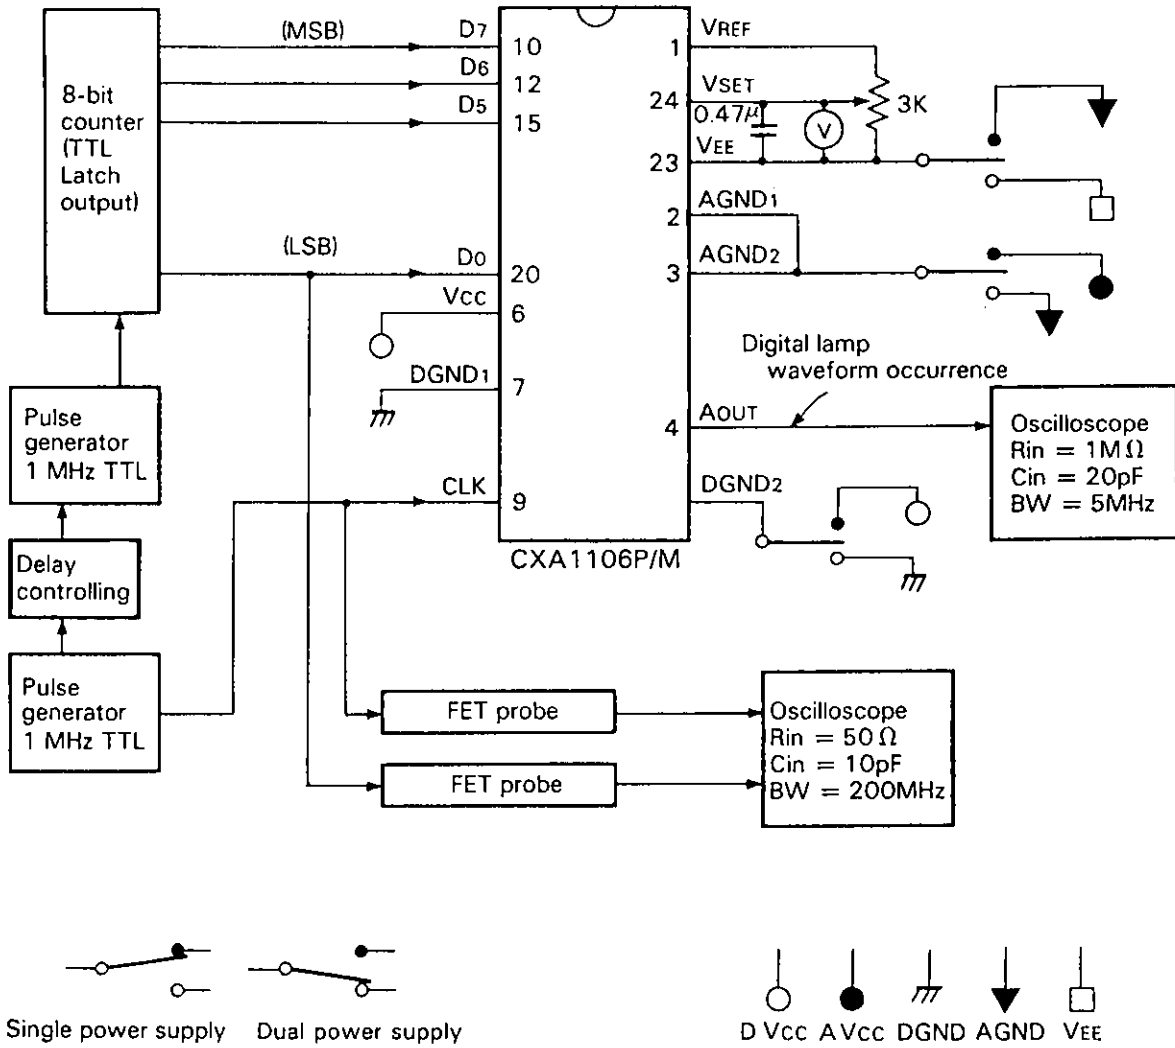 (MSB)
D7
10
D6
12
D5
15
8-bit
counter
(TTL
Latch
output)
(LSB)
D0
20
VCC
6
DGND1
7
CLK
9
CXA1106P/M
1
VREF
24
VSET
0.47μ
V
3K
23
VEE
2
AGND1
3
AGND2
Digital lamp
waveform occurrence
4
AOUT
DGND2
Oscilloscope
Rin = 1MΩ
Cin = 20pF
BW = 5MHz
Pulse
generator
1 MHz TTL
Delay
controlling
Pulse
generator
1 MHz TTL
FET probe
FET probe
Oscilloscope
Rin = 50Ω
Cin = 10pF
BW = 200MHz
Single power supply
Dual power supply
D VCC
A VCC
DGND
AGND
VEE